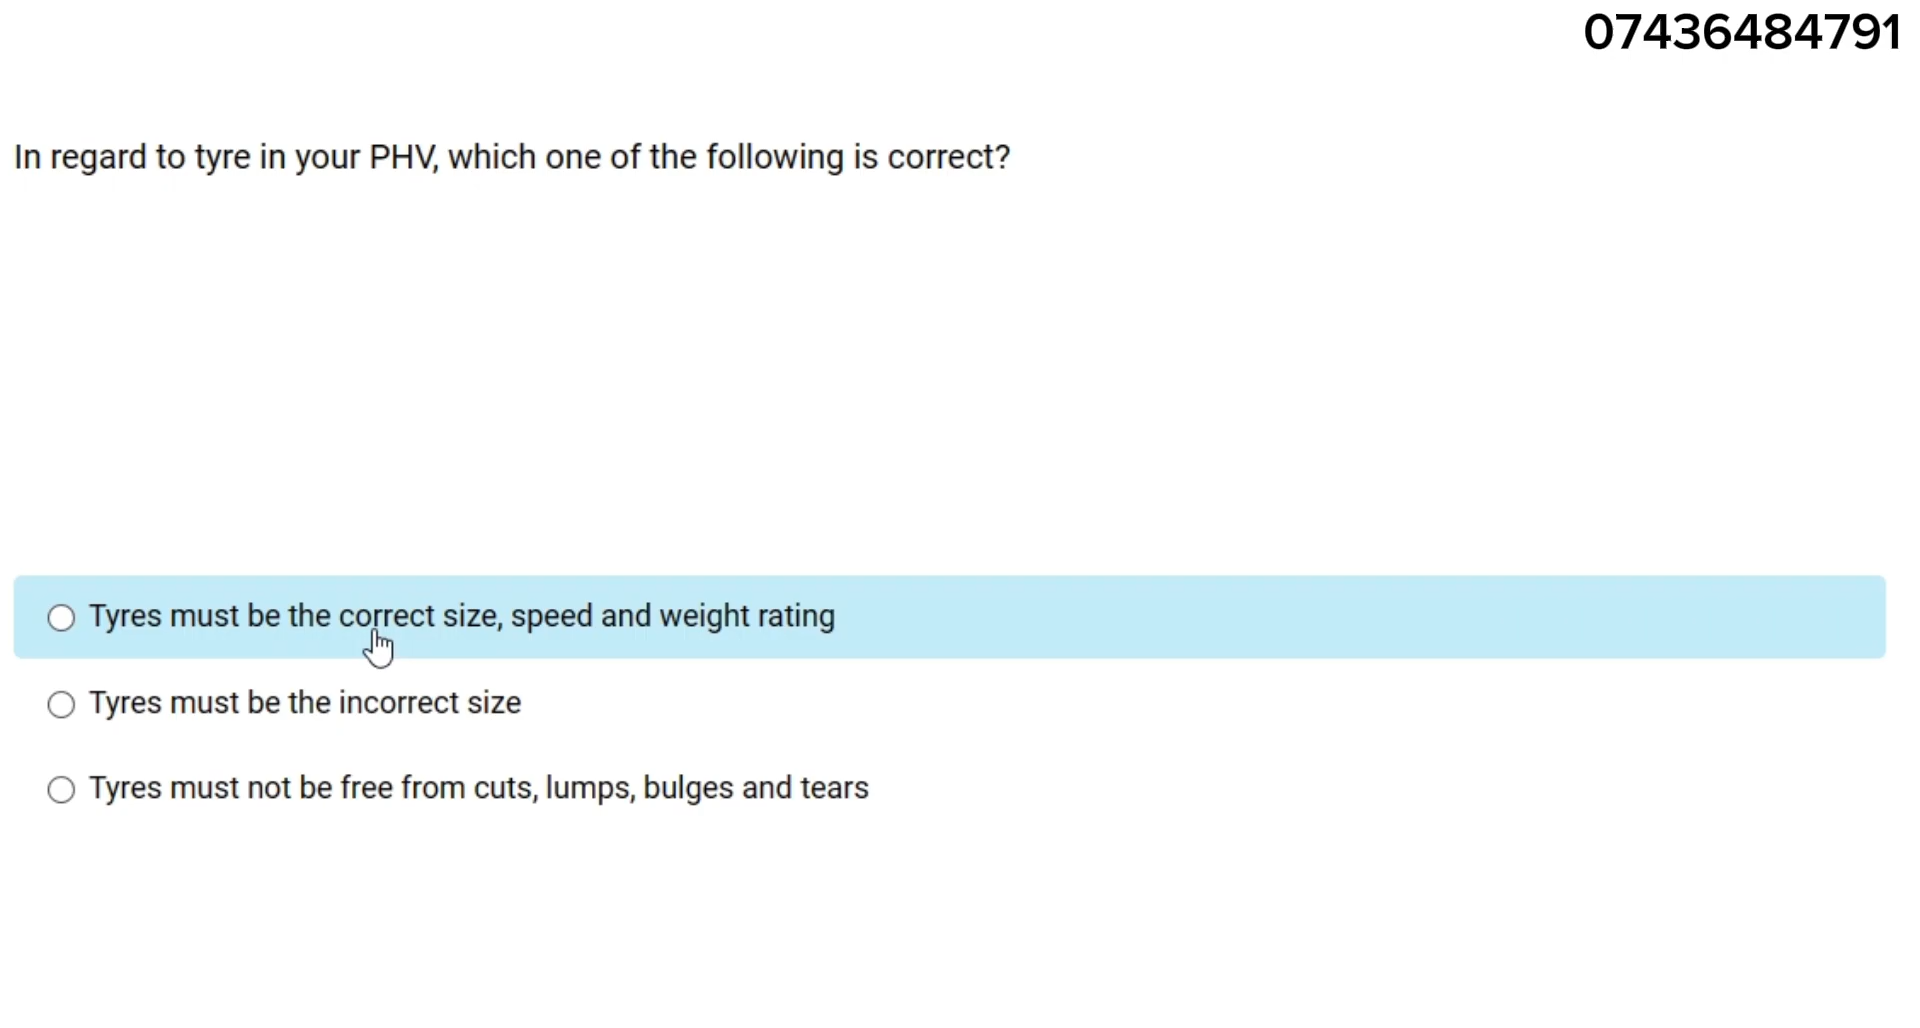 07436484791
In regard to tyre in your PHV, which one of the following is correct?
Tyres must be the correct size, speed and weight rating
Tyres must be the incorrect size
Tyres must not be free from cuts, lumps, bulges and tears